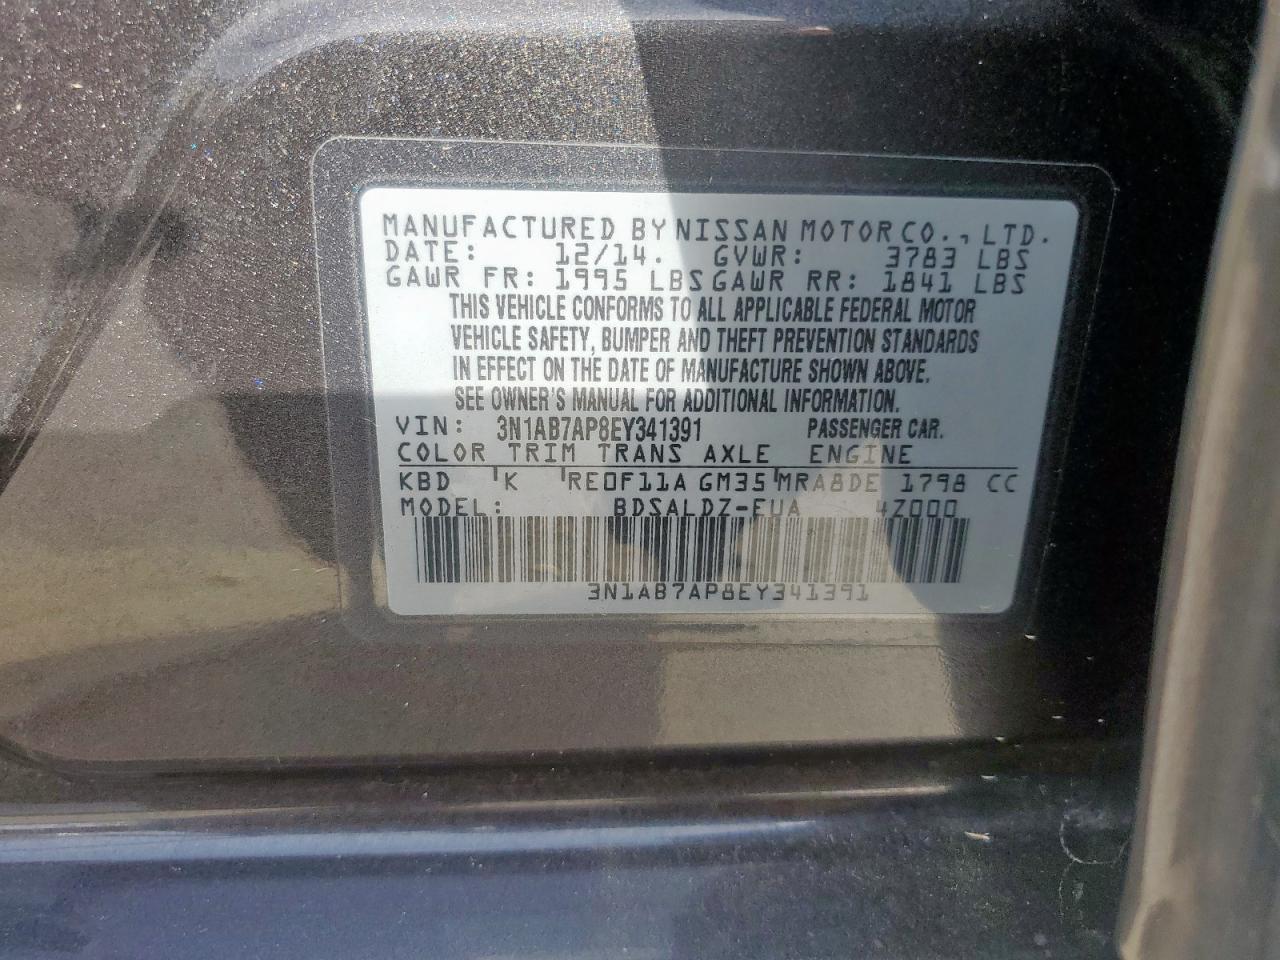 MANUFACTURED BY NISSAN MOTOR CO., LTD.
DATE: 12/14. GVWR: 3783 LBS
GAWR FR: 1995 LBS GAWR RR: 1841 LBS
THIS VEHICLE CONFORMS TO ALL APPLICABLE FEDERAL MOTOR
VEHICLE SAFETY, BUMPER AND THEFT PREVENTION STANDARDS
IN EFFECT ON THE DATE OF MANUFACTURE SHOWN ABOVE.
SEE OWNER'S MANUAL FOR ADDITIONAL INFORMATION.
VIN: 3N1AB7AP8EY341391 PASSENGER CAR.
COLOR TRIM TRANS AXLE ENGINE
KBD K RE0F11A GM35 MRA8DE 1798 CC
MODEL: BDSALDZ-EUA 4Z000
3N1AB7AP8EY341391